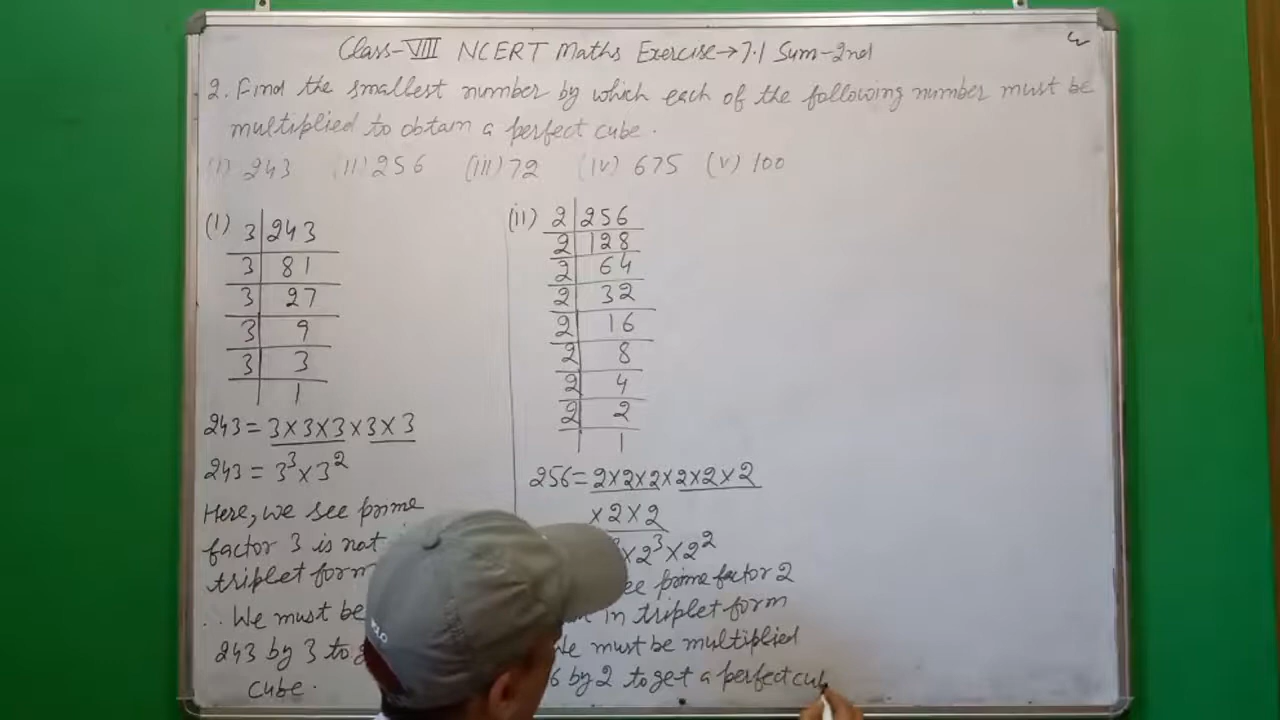 Class-VIII NCERT Maths Exercise→7.1 Sum-2nd
2. Find the smallest number by which each of the following number must be
multiplied to obtain a perfect cube.
(i) 243 (ii) 256 (iii) 72 (iv) 675 (v) 100
(i) 3 243
3 81
3 27
3 9
3 3
1
243 = 3×3×3×3×3
243 = 3³×3²
Here, we see prime
factor 3 is not
triplet form
∴ We must be
243 by 3 to
cube.
(ii) 2 256
2 128
2 64
2 32
2 16
2 8
2 4
2 2
1
256=2×2×2×2×2×2
×2×2
×2³×2²
prime factor 2
in triplet form
We must be multiplied
6 by 2 to get a perfect cub